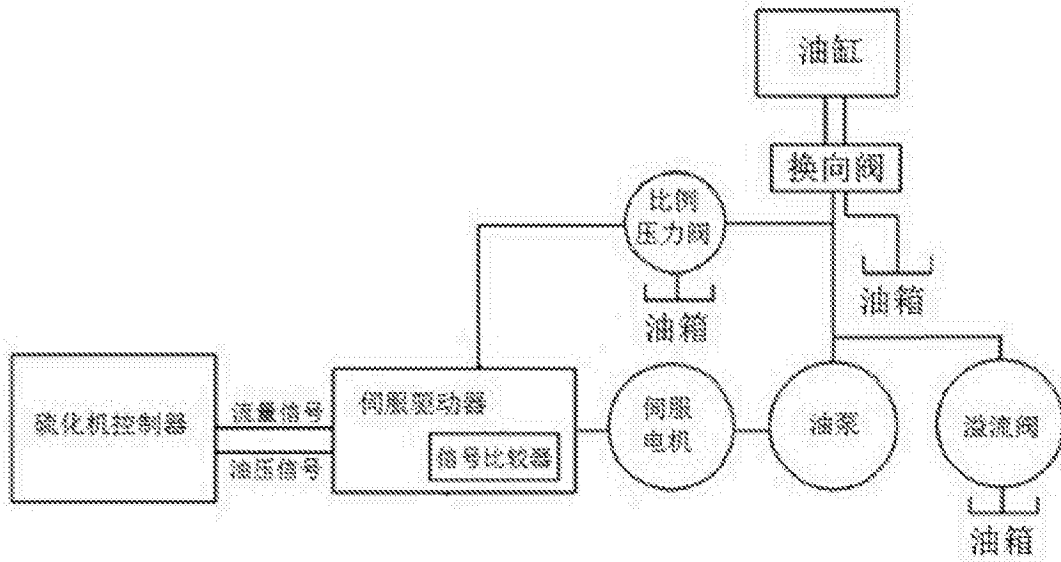 油缸
换向阀
比例
压力阀
油箱
油箱
硫化机控制器
流量信号
油压信号
伺服驱动器
信号比较器
伺服
电机
油泵
溢流阀
油箱